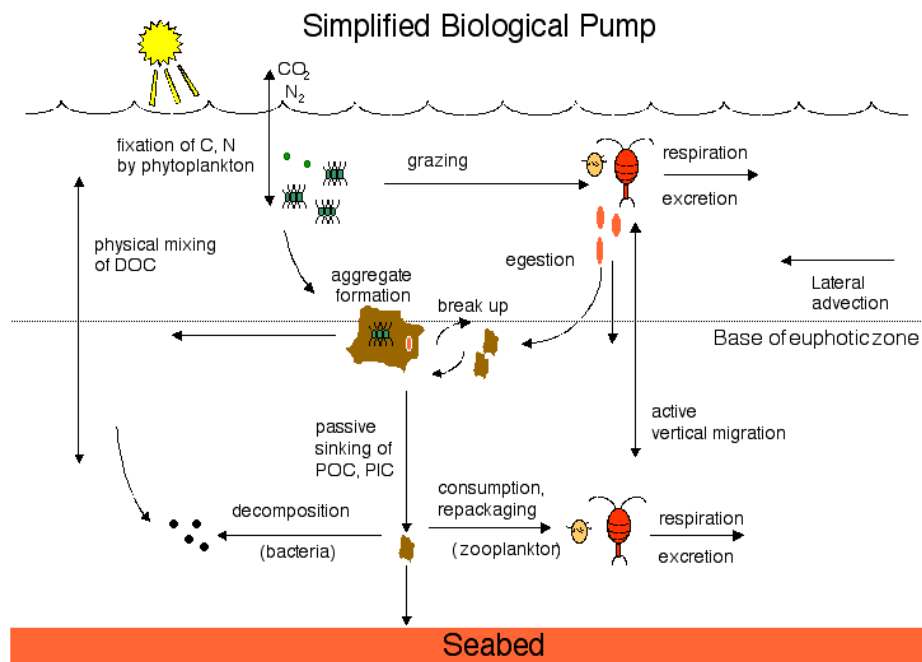 Simplified Biological Pump
CO2
N2
fixation of C, N
by phytoplankton
grazing
respiration
excretion
physical mixing
of DOC
egestion
aggregate
formation
break up
Lateral
advection
Base of euphotic zone
passive
sinking of
POC, PIC
active
vertical migration
decomposition
(bacteria)
consumption,
repackaging
(zooplanktor)
respiration
excretion
Seabed